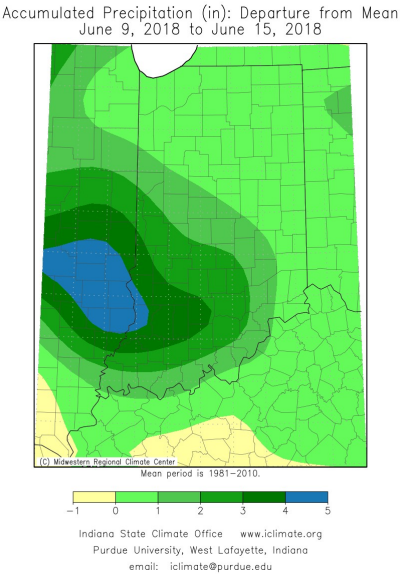 Accumulated Precipitation (in): Departure from Mean
June 9, 2018 to June 15, 2018
(C) Midwestern Regional Climate Center
Mean period is 1981-2010.
-1 0 1 2 3 4 5
Indiana State Climate Office www.iclimate.org
Purdue University, West Lafayette, Indiana
email: iclimate@purdue.edu